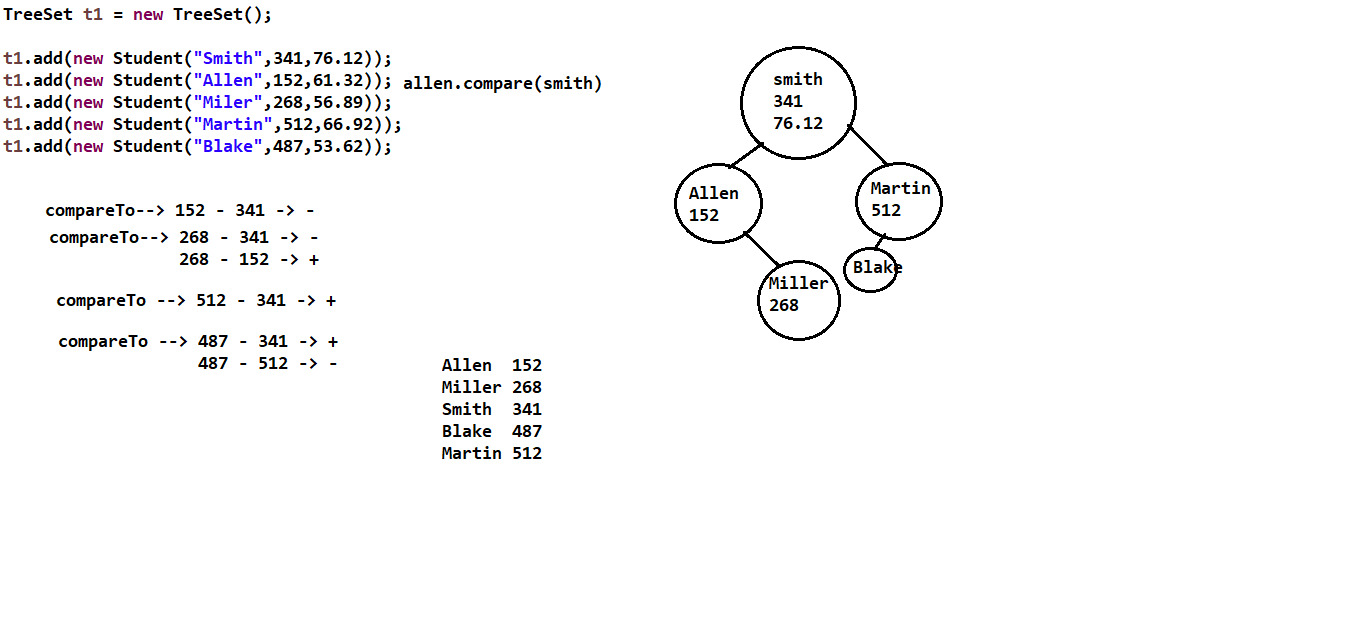 TreeSet t1 = new TreeSet();
t1.add(new Student("Smith",341,76.12));
t1.add(new Student("Allen",152,61.32)); allen.compare(smith)
t1.add(new Student("Miler",268,56.89));
t1.add(new Student("Martin",512,66.92));
t1.add(new Student("Blake",487,53.62));
compareTo--> 152 - 341 -> -
compareTo--> 268 - 341 -> -
268 - 152 -> +
compareTo --> 512 - 341 -> +
compareTo --> 487 - 341 -> +
487 - 512 -> -
Allen 152
Miller 268
Smith 341
Blake 487
Martin 512
smith
341
76.12
Allen
152
Martin
512
Miller
268
Blake